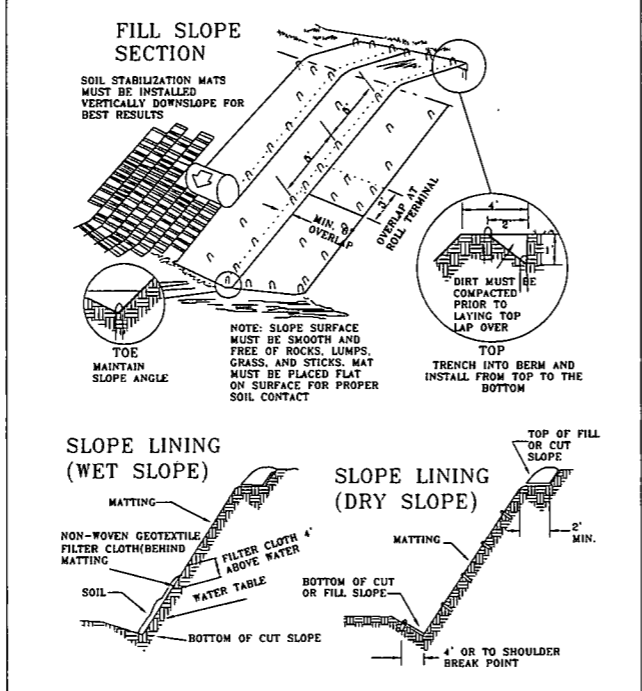 FILL SLOPE
SECTION
SOIL STABILIZATION MATS
MUST BE INSTALLED
VERTICALLY DOWNSLOPE FOR
BEST RESULTS
6'
6'
MIN. 6"
OVERLAP
3'
OVERLAP AT
ROLL TERMINAL
4'
2'
1'
DIRT MUST BE
COMPACTED
PRIOR TO
LAYING TOP
LAP OVER
TOP
TRENCH INTO BERM AND
INSTALL FROM TOP TO THE
BOTTOM
TOE
MAINTAIN
SLOPE ANGLE
NOTE: SLOPE SURFACE
MUST BE SMOOTH AND
FREE OF ROCKS, LUMPS,
GRASS, AND STICKS. MAT
MUST BE PLACED FLAT
ON SURFACE FOR PROPER
SOIL CONTACT
SLOPE LINING
(WET SLOPE)
MATTING
NON-WOVEN GEOTEXTILE
FILTER CLOTH(BEHIND
MATTING
FILTER CLOTH 4'
ABOVE WATER
SOIL
WATER TABLE
BOTTOM OF CUT SLOPE
SLOPE LINING
(DRY SLOPE)
TOP OF FILL
OR CUT
SLOPE
MATTING
2'
MIN.
BOTTOM OF CUT
OR FILL SLOPE
4' OR TO SHOULDER
BREAK POINT